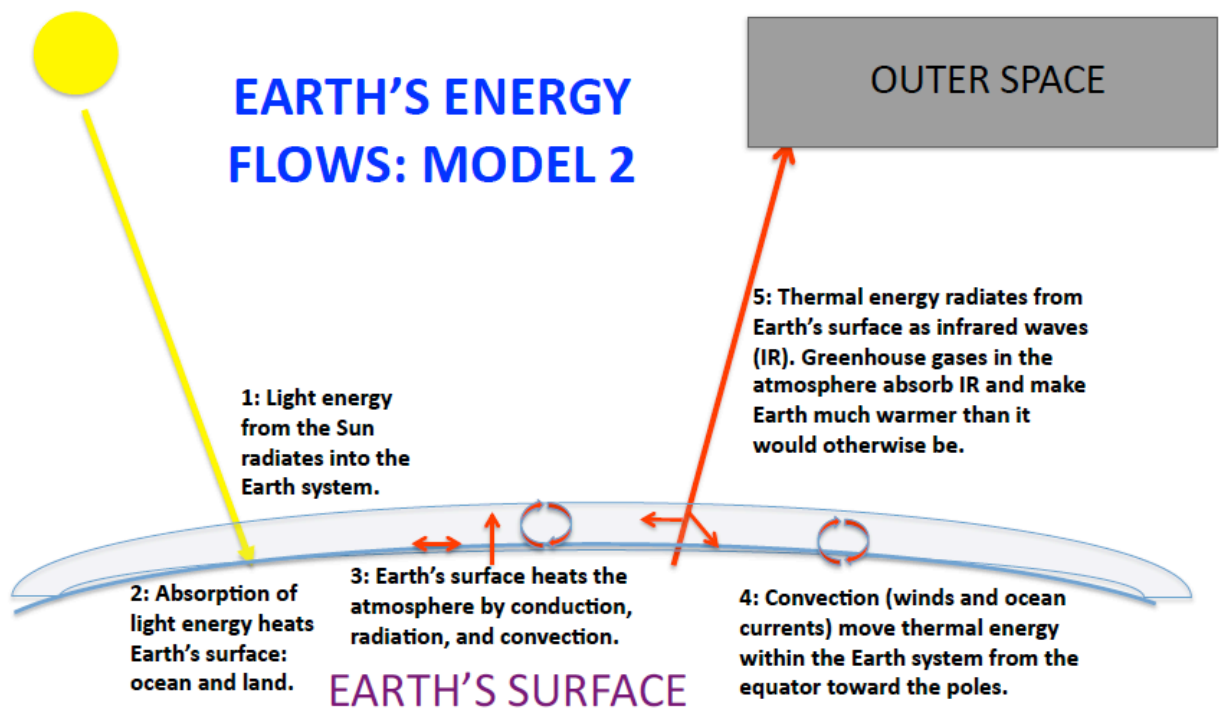 EARTH’S ENERGY
FLOWS: MODEL 2
OUTER SPACE
1: Light energy
from the Sun
radiates into the
Earth system.
2: Absorption of
light energy heats
Earth’s surface:
ocean and land.
3: Earth’s surface heats the
atmosphere by conduction,
radiation, and convection.
4: Convection (winds and ocean
currents) move thermal energy
within the Earth system from the
equator toward the poles.
5: Thermal energy radiates from
Earth’s surface as infrared waves
(IR). Greenhouse gases in the
atmosphere absorb IR and make
Earth much warmer than it
would otherwise be.
EARTH’S SURFACE